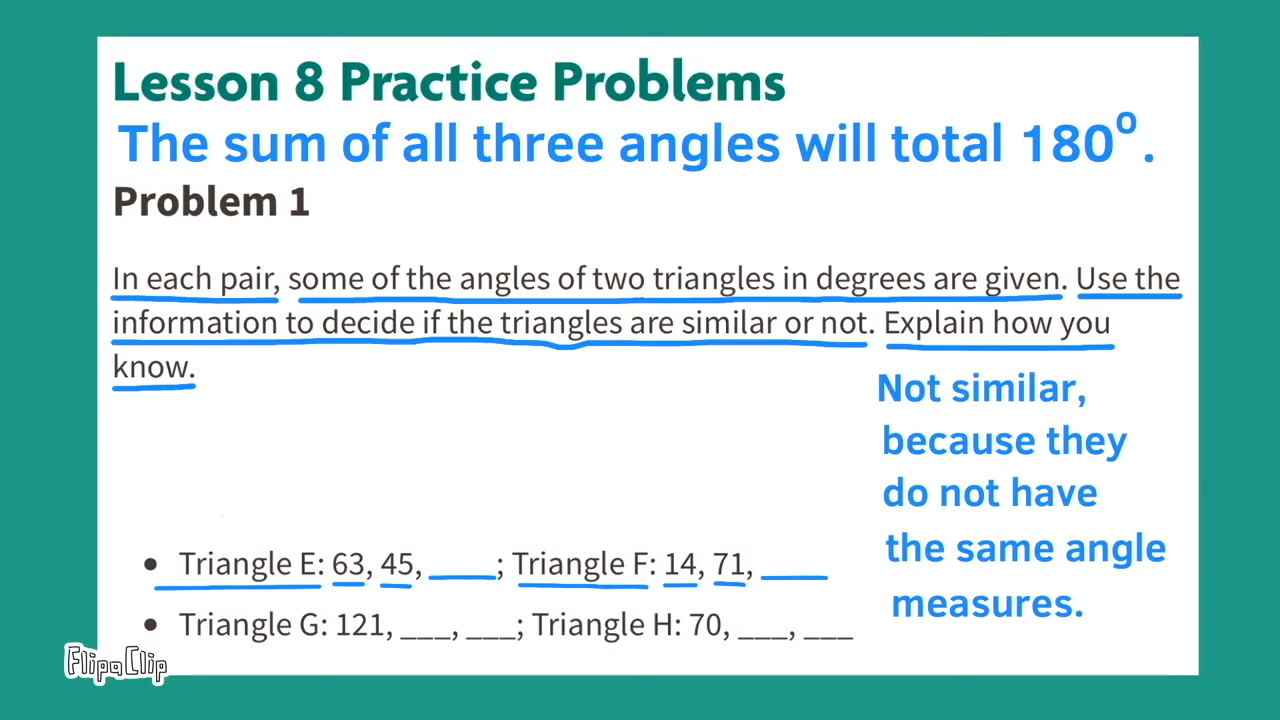 Lesson 8 Practice Problems
The sum of all three angles will total 180°.
Problem 1
In each pair, some of the angles of two triangles in degrees are given. Use the
information to decide if the triangles are similar or not. Explain how you
know.
Not similar,
because they
do not have
the same angle
measures.
• Triangle E: 63, 45, ____; Triangle F: 14, 71, ____
• Triangle G: 121, ___, ___; Triangle H: 70, ___, ___
FlipaClip